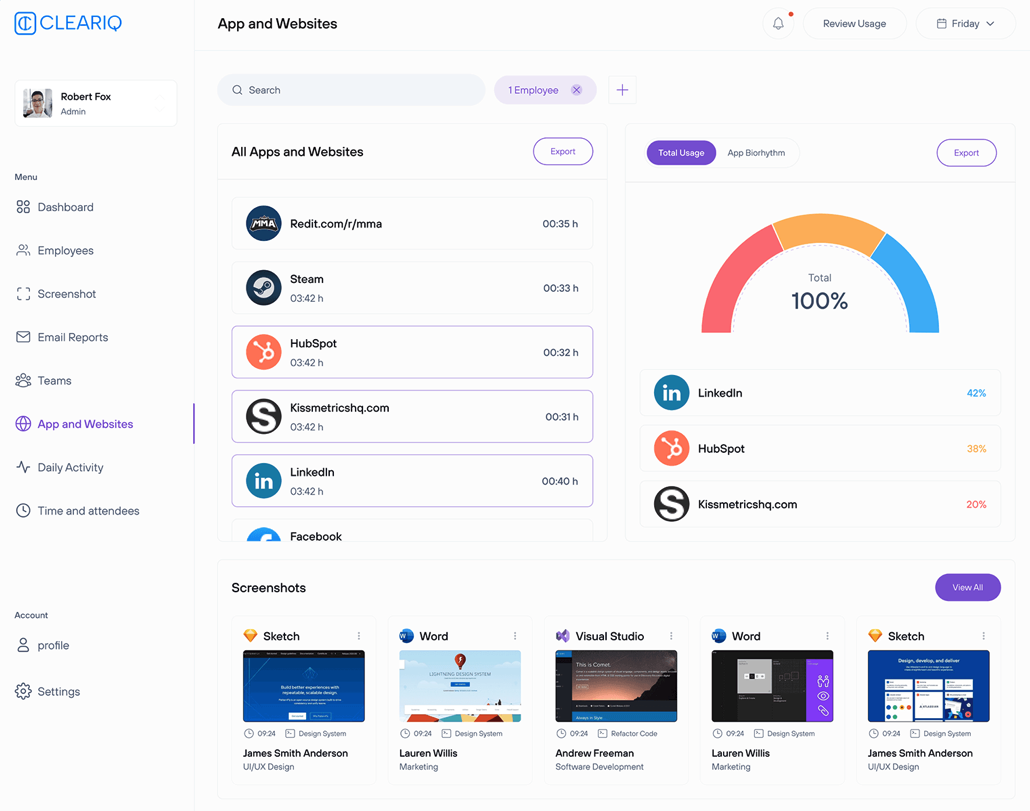 CLEARIQ
App and Websites
Review Usage
Friday
Robert Fox
Admin
Search
1 Employee
Menu
Dashboard
Employees
Screenshot
Email Reports
Teams
App and Websites
Daily Activity
Time and attendees
Account
profile
Settings
All Apps and Websites
Export
MMA
Redit.com/r/mma
00:35 h
Steam
03:42 h
00:33 h
HubSpot
03:42 h
00:32 h
Kissmetricshq.com
03:42 h
00:31 h
LinkedIn
03:42 h
00:40 h
Facebook
Total Usage
App Biorhythm
Export
Total
100%
LinkedIn
42%
HubSpot
38%
Kissmetricshq.com
20%
Screenshots
View All
Sketch
Build better experiences with
repeatable, scalable design.
09:24
Design System
James Smith Anderson
UI/UX Design
Word
LIGHTNING DESIGN SYSTEM
09:24
Design System
Lauren Willis
Marketing
Visual Studio
This is Comet.
Always in Style
09:24
Refactor Code
Andrew Freeman
Software Development
Word
09:24
Design System
Lauren Willis
Marketing
Sketch
Design, develop, and deliver
09:24
Design System
James Smith Anderson
UI/UX Design